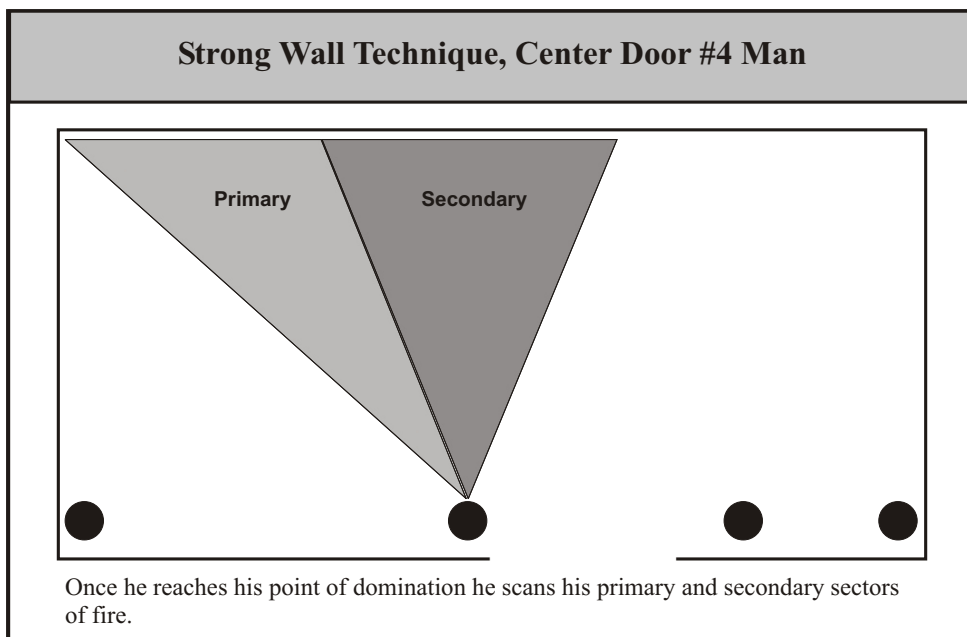 Strong Wall Technique, Center Door #4 Man
Primary
Secondary
Once he reaches his point of domination he scans his primary and secondary sectors
of fire.